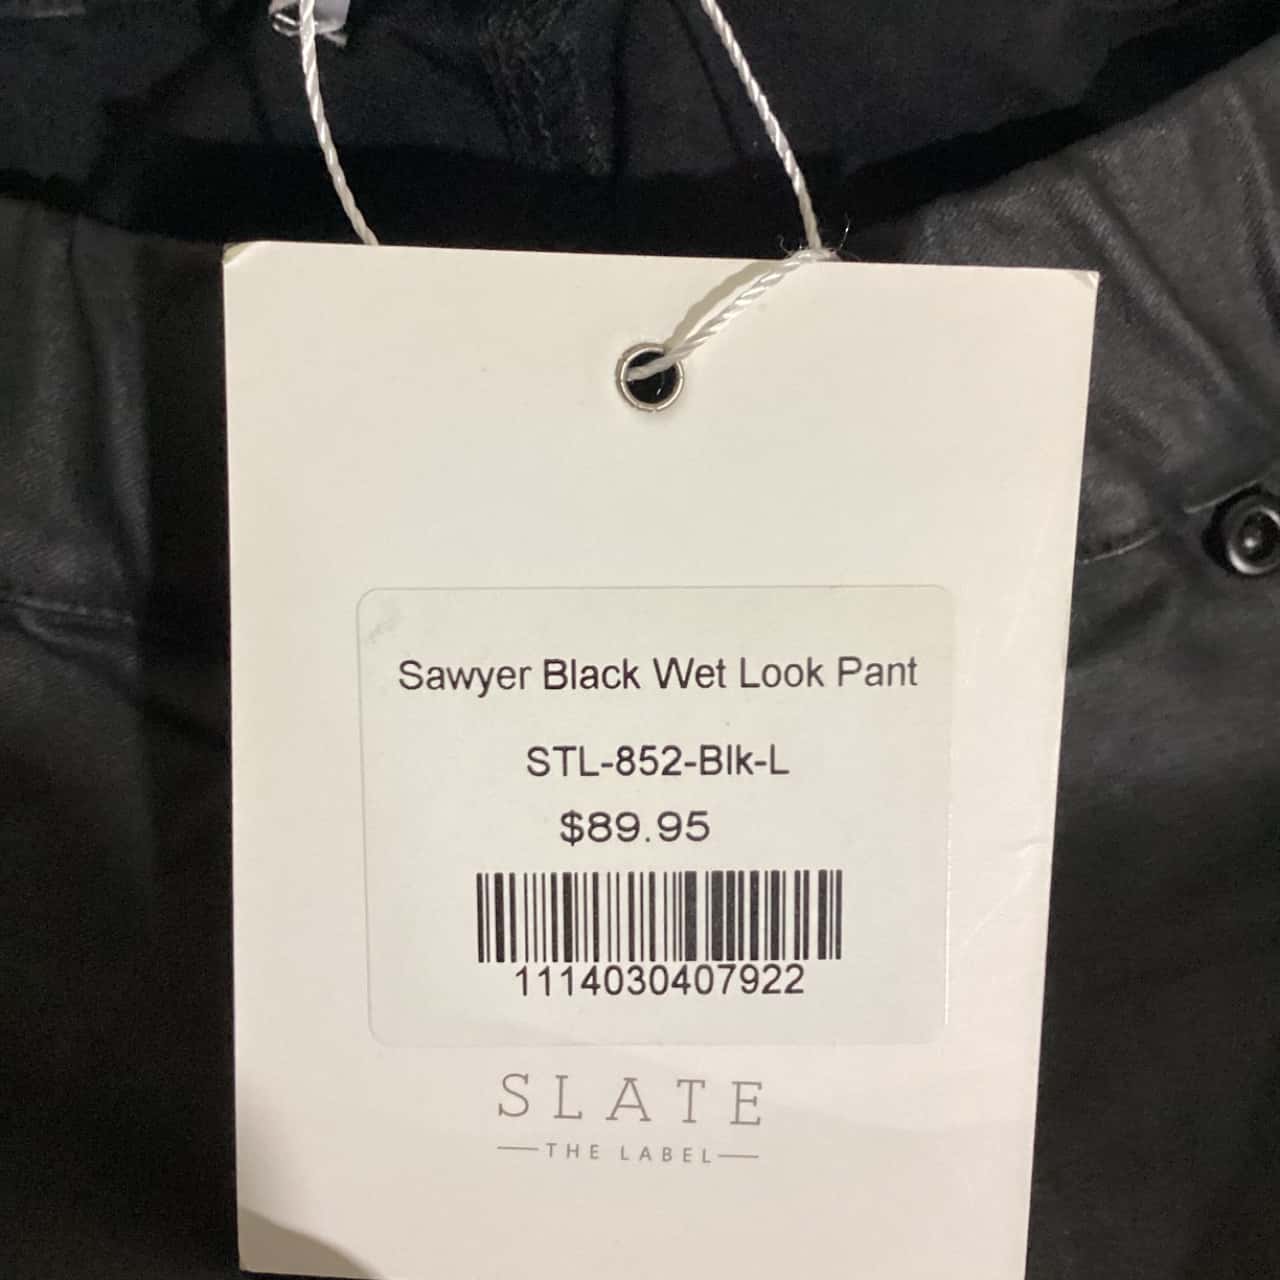 Sawyer Black Wet Look Pant
STL-852-Blk-L
$89.95
1114030407922
SLATE
THE LABEL